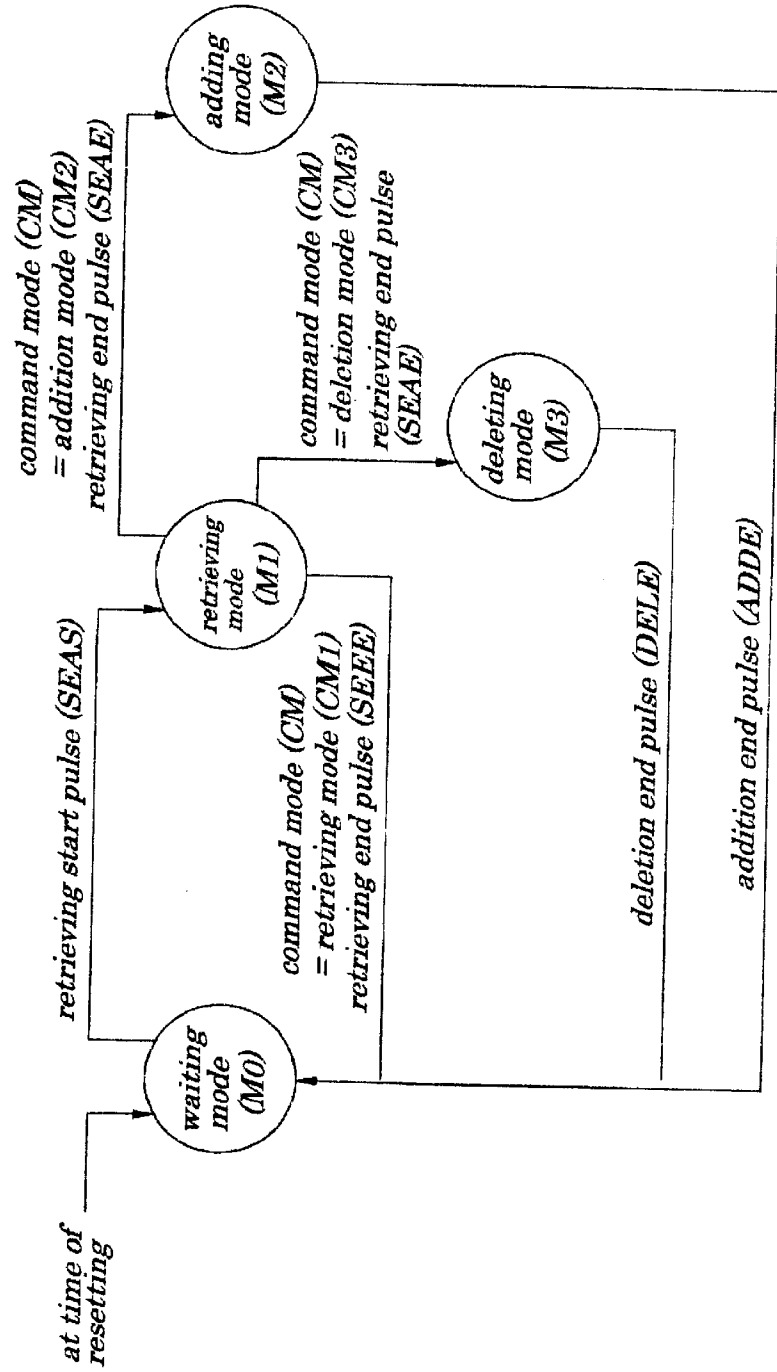 at time of
resetting
waiting
mode
(M0)
retrieving start pulse (SEAS)
retrieving
mode
(M1)
command mode (CM)
= addition mode (CM2)
retrieving end pulse (SEAE)
adding
mode
(M2)
command mode (CM)
= deletion mode (CM3)
retrieving end pulse
(SEAE)
deleting
mode
(M3)
command mode (CM)
= retrieving mode (CM1)
retrieving end pulse (SEEE)
deletion end pulse (DELE)
addition end pulse (ADDE)